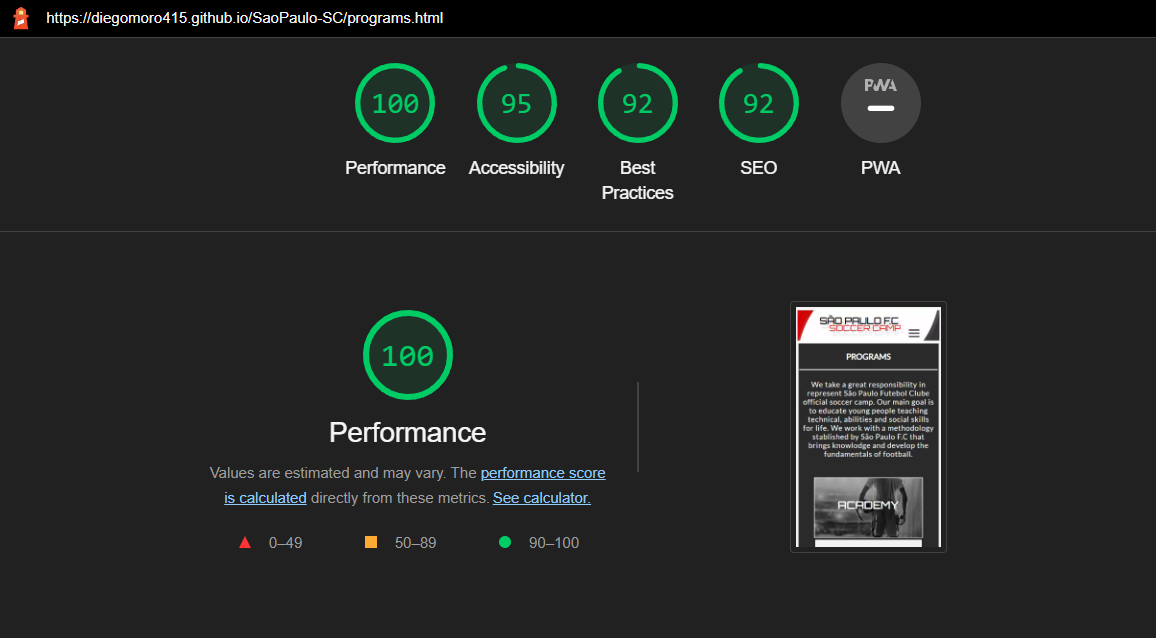 https://diegomoro415.github.io/SaoPaulo-SC/programs.html
100
95
92
92
PWA
Performance
Accessibility
Best
Practices
SEO
PWA
100
Performance
Values are estimated and may vary. The performance score
is calculated directly from these metrics. See calculator.
0–49
50–89
90–100
SÃO PAULO F.C
SOCCER CAMP
PROGRAMS
We take a great responsibility in
represent São Paulo Futebol Clube
official soccer camp. Our main goal is
to educate young people teaching
technical, abilities and social skills
for life. We work with a methodology
stablished by São Paulo F.C that
brings knowlodge and develop the
fundamentals of football.
ACADEMY